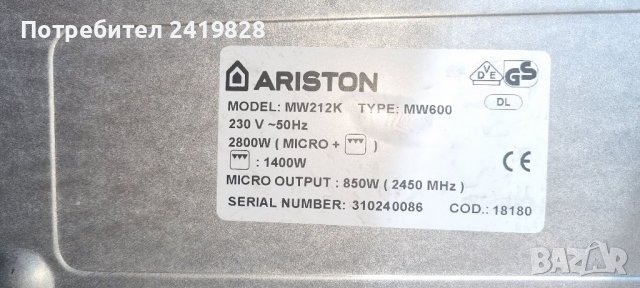 Потребител 2419828
ARISTON
MODEL: MW212K TYPE: MW600
230 V ~50Hz
2800W ( MICRO + )
: 1400W
MICRO OUTPUT : 850W ( 2450 MHz )
SERIAL NUMBER: 310240086 COD.: 18180
VDE GS
DL
CE
BAZAR